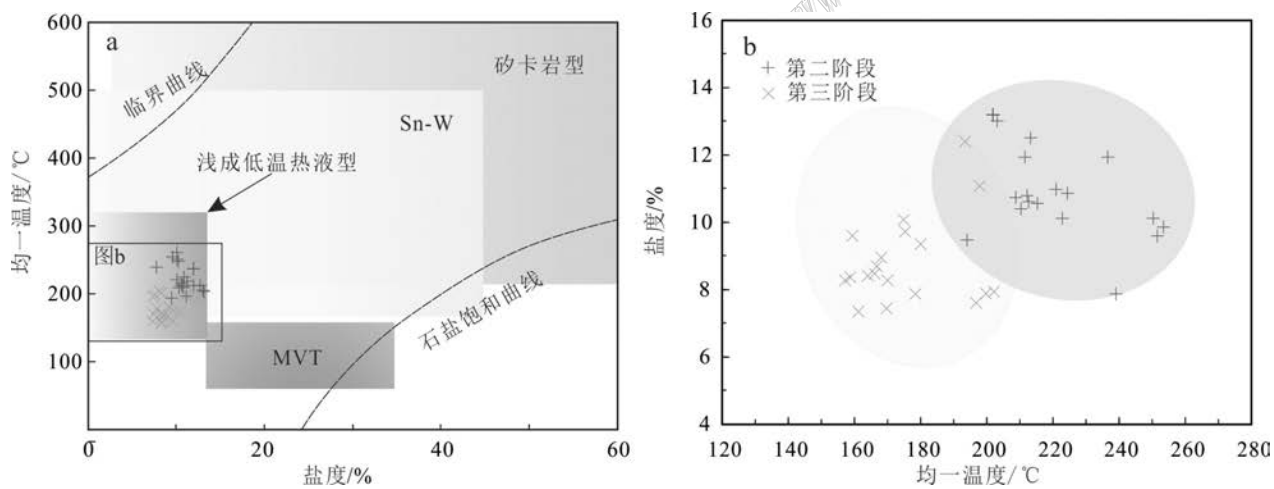 a
600
500
400
300
200
100
0
20
40
60
均一温度/℃
盐度/%
临界曲线
矽卡岩型
Sn-W
浅成低温热液型
图b
石盐饱和曲线
MVT
b
+ 第二阶段
× 第三阶段
16
14
12
10
8
6
4
120
140
160
180
200
220
240
260
280
盐度/%
均一温度/℃